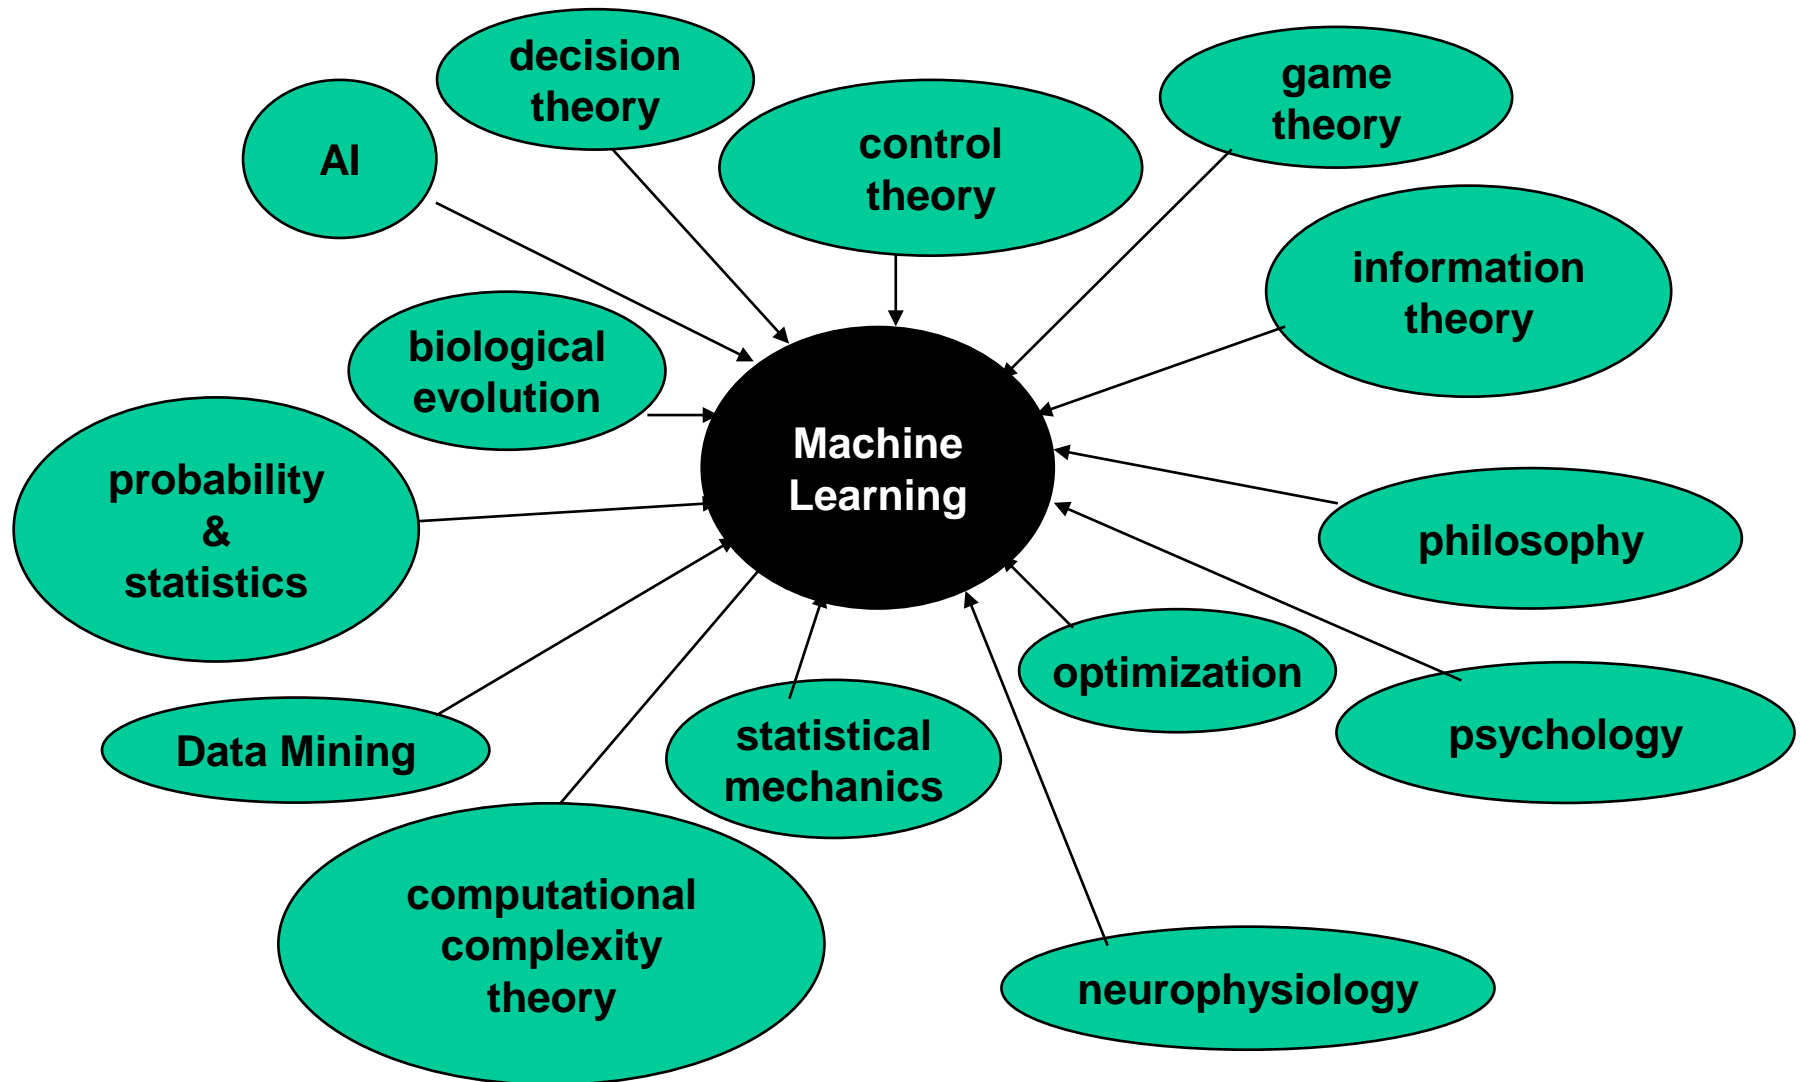 decision
theory
game
theory
AI
control
theory
information
theory
biological
evolution
Machine
Learning
probability
&
statistics
philosophy
optimization
psychology
Data Mining
statistical
mechanics
computational
complexity
theory
neurophysiology